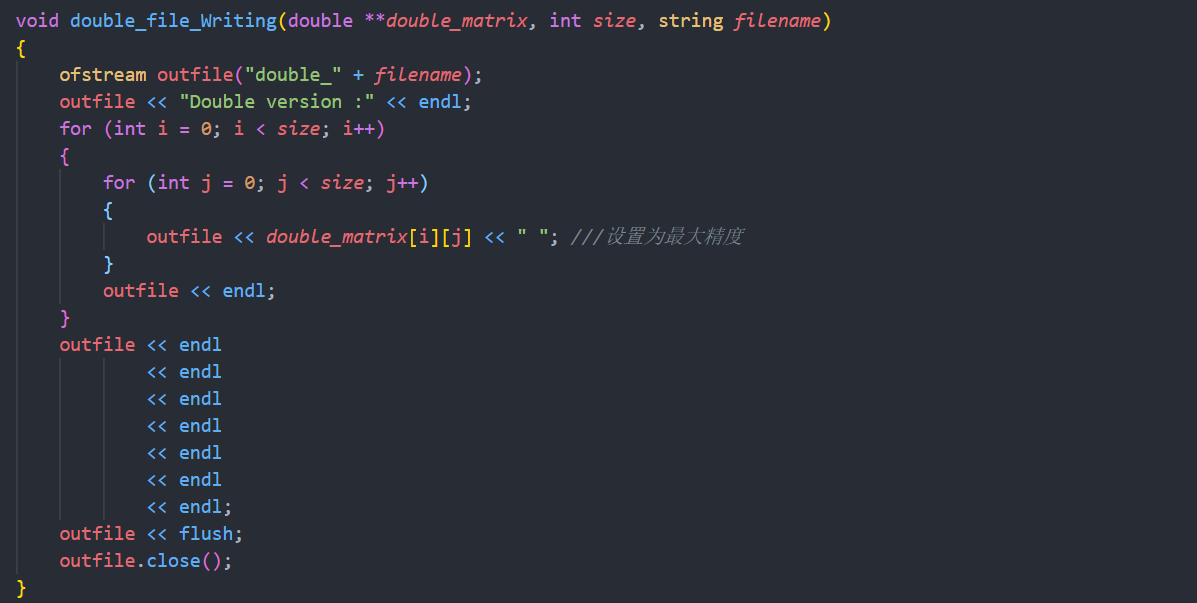 void double_file_Writing(double **double_matrix, int size, string filename)
{
    ofstream outfile("double_" + filename);
    outfile << "Double version :" << endl;
    for (int i = 0; i < size; i++)
    {
        for (int j = 0; j < size; j++)
        {
            outfile << double_matrix[i][j] << " "; ///设置为最大精度
        }
        outfile << endl;
    }
    outfile << endl
            << endl
            << endl
            << endl
            << endl
            << endl
            << endl;
    outfile << flush;
    outfile.close();
}